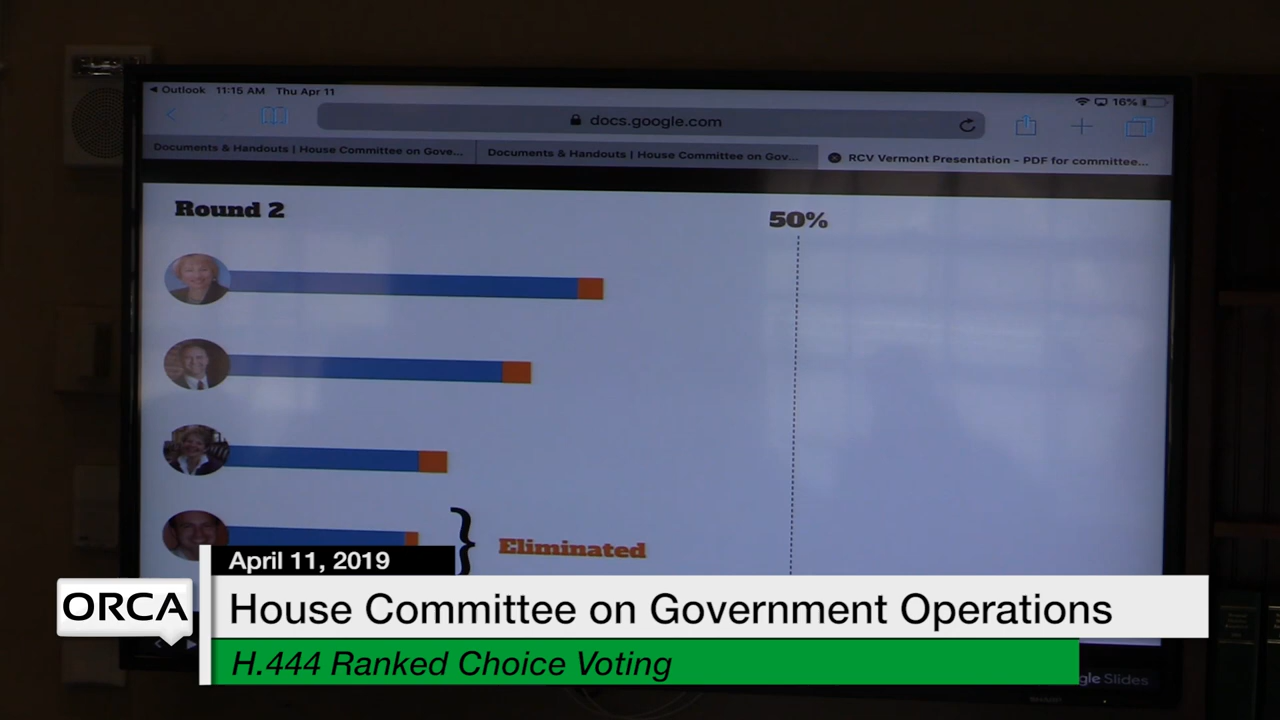 Outlook 11:15 AM Thu Apr 11
16%
docs.google.com
Documents & Handouts | House Committee on Gove...
Documents & Handouts | House Committee on Gov...
RCV Vermont Presentation - PDF for committee...
Round 2
50%
Eliminated
April 11, 2019
ORCA
House Committee on Government Operations
H.444 Ranked Choice Voting
gle Slides